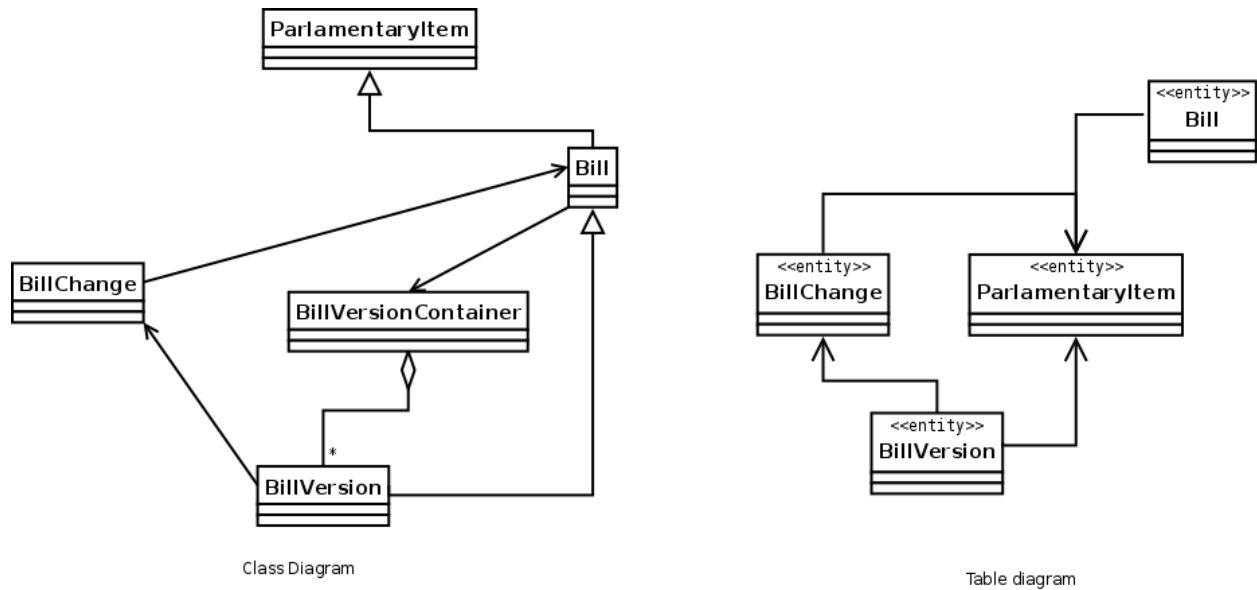 ParlamentaryItem
Bill
BillChange
BillVersionContainer
*
BillVersion
Class Diagram
<<entity>>
Bill
<<entity>>
BillChange
<<entity>>
ParlamentaryItem
<<entity>>
BillVersion
Table diagram